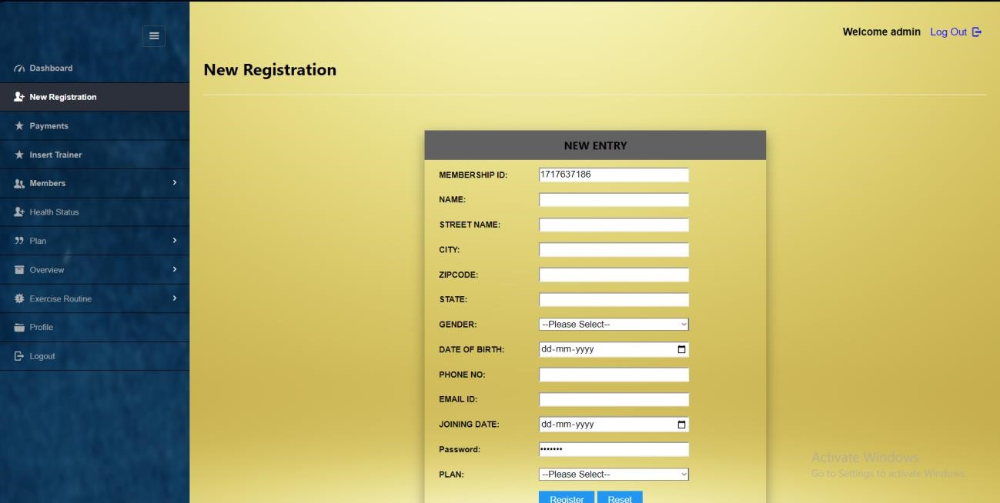 Welcome admin Log Out
Dashboard
New Registration
Payments
Insert Trainer
Members
Health Status
Plan
Overview
Exercise Routine
Profile
Logout
New Registration
NEW ENTRY
MEMBERSHIP ID: 1717637186
NAME:
STREET NAME:
CITY:
ZIPCODE:
STATE:
GENDER: --Please Select--
DATE OF BIRTH: dd-mm-yyyy
PHONE NO:
EMAIL ID:
JOINING DATE: dd-mm-yyyy
Password: •••••••
PLAN: --Please Select--
Register Reset
Activate Windows
Go to Settings to activate Windows.